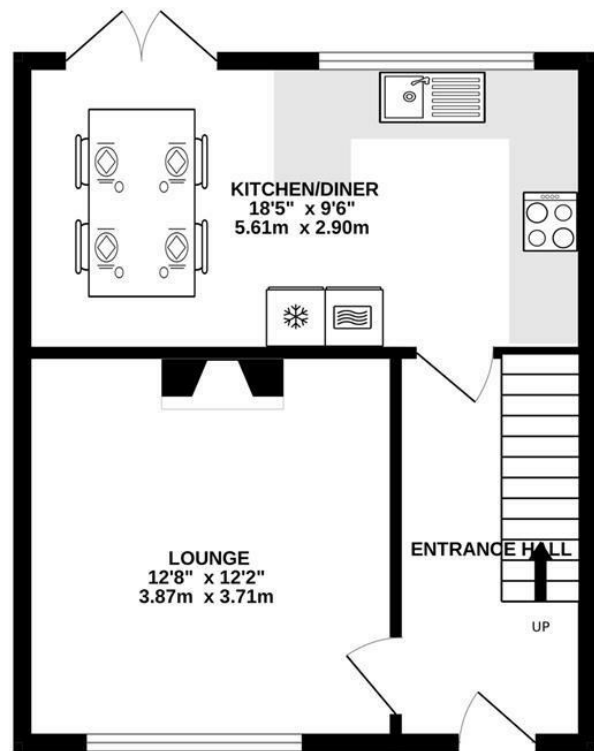 KITCHEN/DINER
18'5" x 9'6"
5.61m x 2.90m
LOUNGE
12'8" x 12'2"
3.87m x 3.71m
ENTRANCE HALL
UP